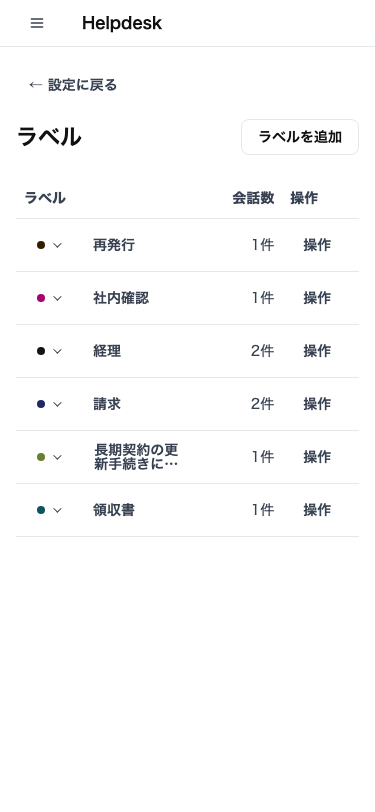 Helpdesk
← 設定に戻る
ラベル
ラベルを追加
ラベル 会話数 操作
再発行 1件 操作
社内確認 1件 操作
経理 2件 操作
請求 2件 操作
長期契約の更
新手続きに… 1件 操作
領収書 1件 操作